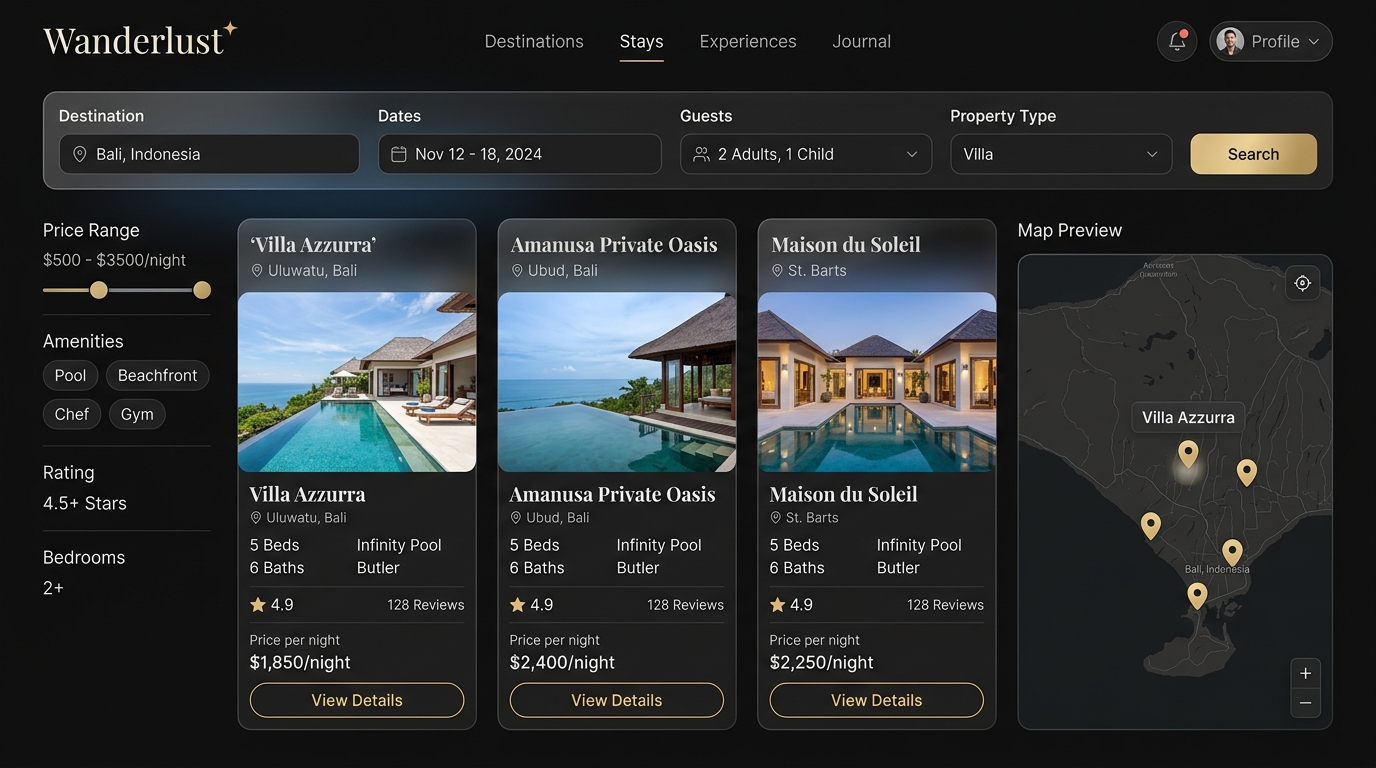 Wanderlust
Destinations
Stays
Experiences
Journal
Profile
Destination
Dates
Guests
Property Type
Bali, Indonesia
Nov 12 - 18, 2024
2 Adults, 1 Child
Villa
Search
Price Range
$500 - $3500/night
Amenities
Pool
Beachfront
Chef
Gym
Rating
4.5+ Stars
Bedrooms
2+
‘Villa Azzurra’
Uluwatu, Bali
Villa Azzurra
Uluwatu, Bali
5 Beds
Infinity Pool
6 Baths
Butler
4.9
128 Reviews
Price per night
$1,850/night
View Details
Amanusa Private Oasis
Ubud, Bali
Amanusa Private Oasis
Ubud, Bali
5 Beds
Infinity Pool
6 Baths
Butler
4.9
128 Reviews
Price per night
$2,400/night
View Details
Maison du Soleil
St. Barts
Maison du Soleil
St. Barts
5 Beds
Infinity Pool
6 Baths
Butler
4.9
128 Reviews
Price per night
$2,250/night
View Details
Map Preview
Villa Azzurra
Bali, Indonesia
+
−